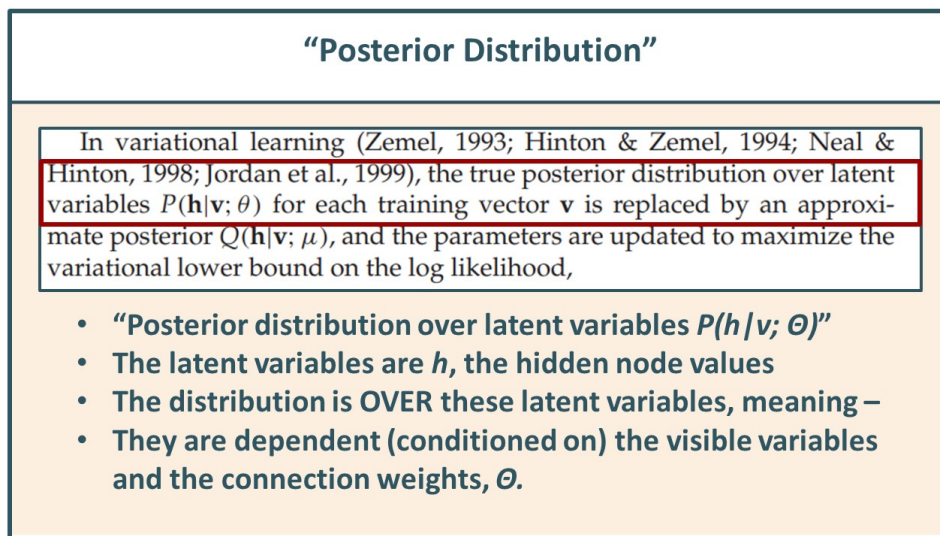 “Posterior Distribution”
In variational learning (Zemel, 1993; Hinton & Zemel, 1994; Neal &
Hinton, 1998; Jordan et al., 1999), the true posterior distribution over latent
variables P(h|v; θ) for each training vector v is replaced by an approxi-
mate posterior Q(h|v; μ), and the parameters are updated to maximize the
variational lower bound on the log likelihood,
• “Posterior distribution over latent variables P(h|v; Θ)”
• The latent variables are h, the hidden node values
• The distribution is OVER these latent variables, meaning –
• They are dependent (conditioned on) the visible variables
and the connection weights, Θ.